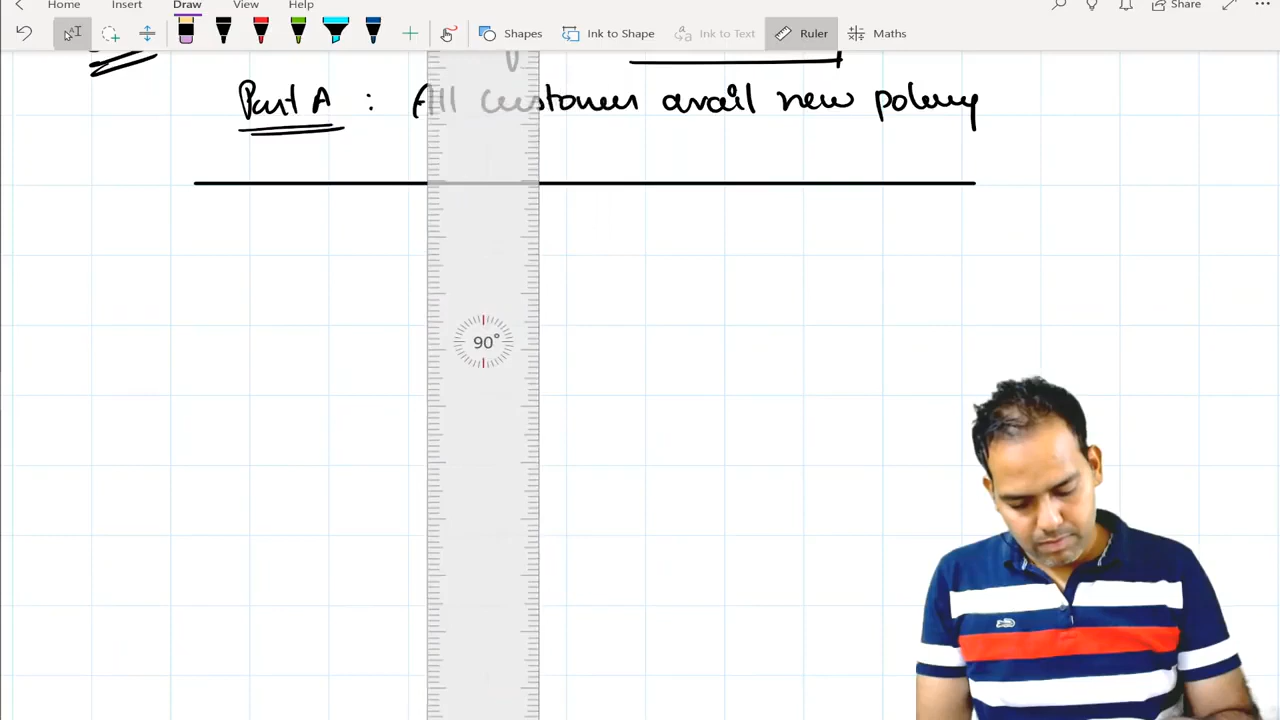 Home Insert Draw View Help Share
Shapes Ink to Shape Ink to Text Ruler Maths
Part A : All customer avail new policy
90°